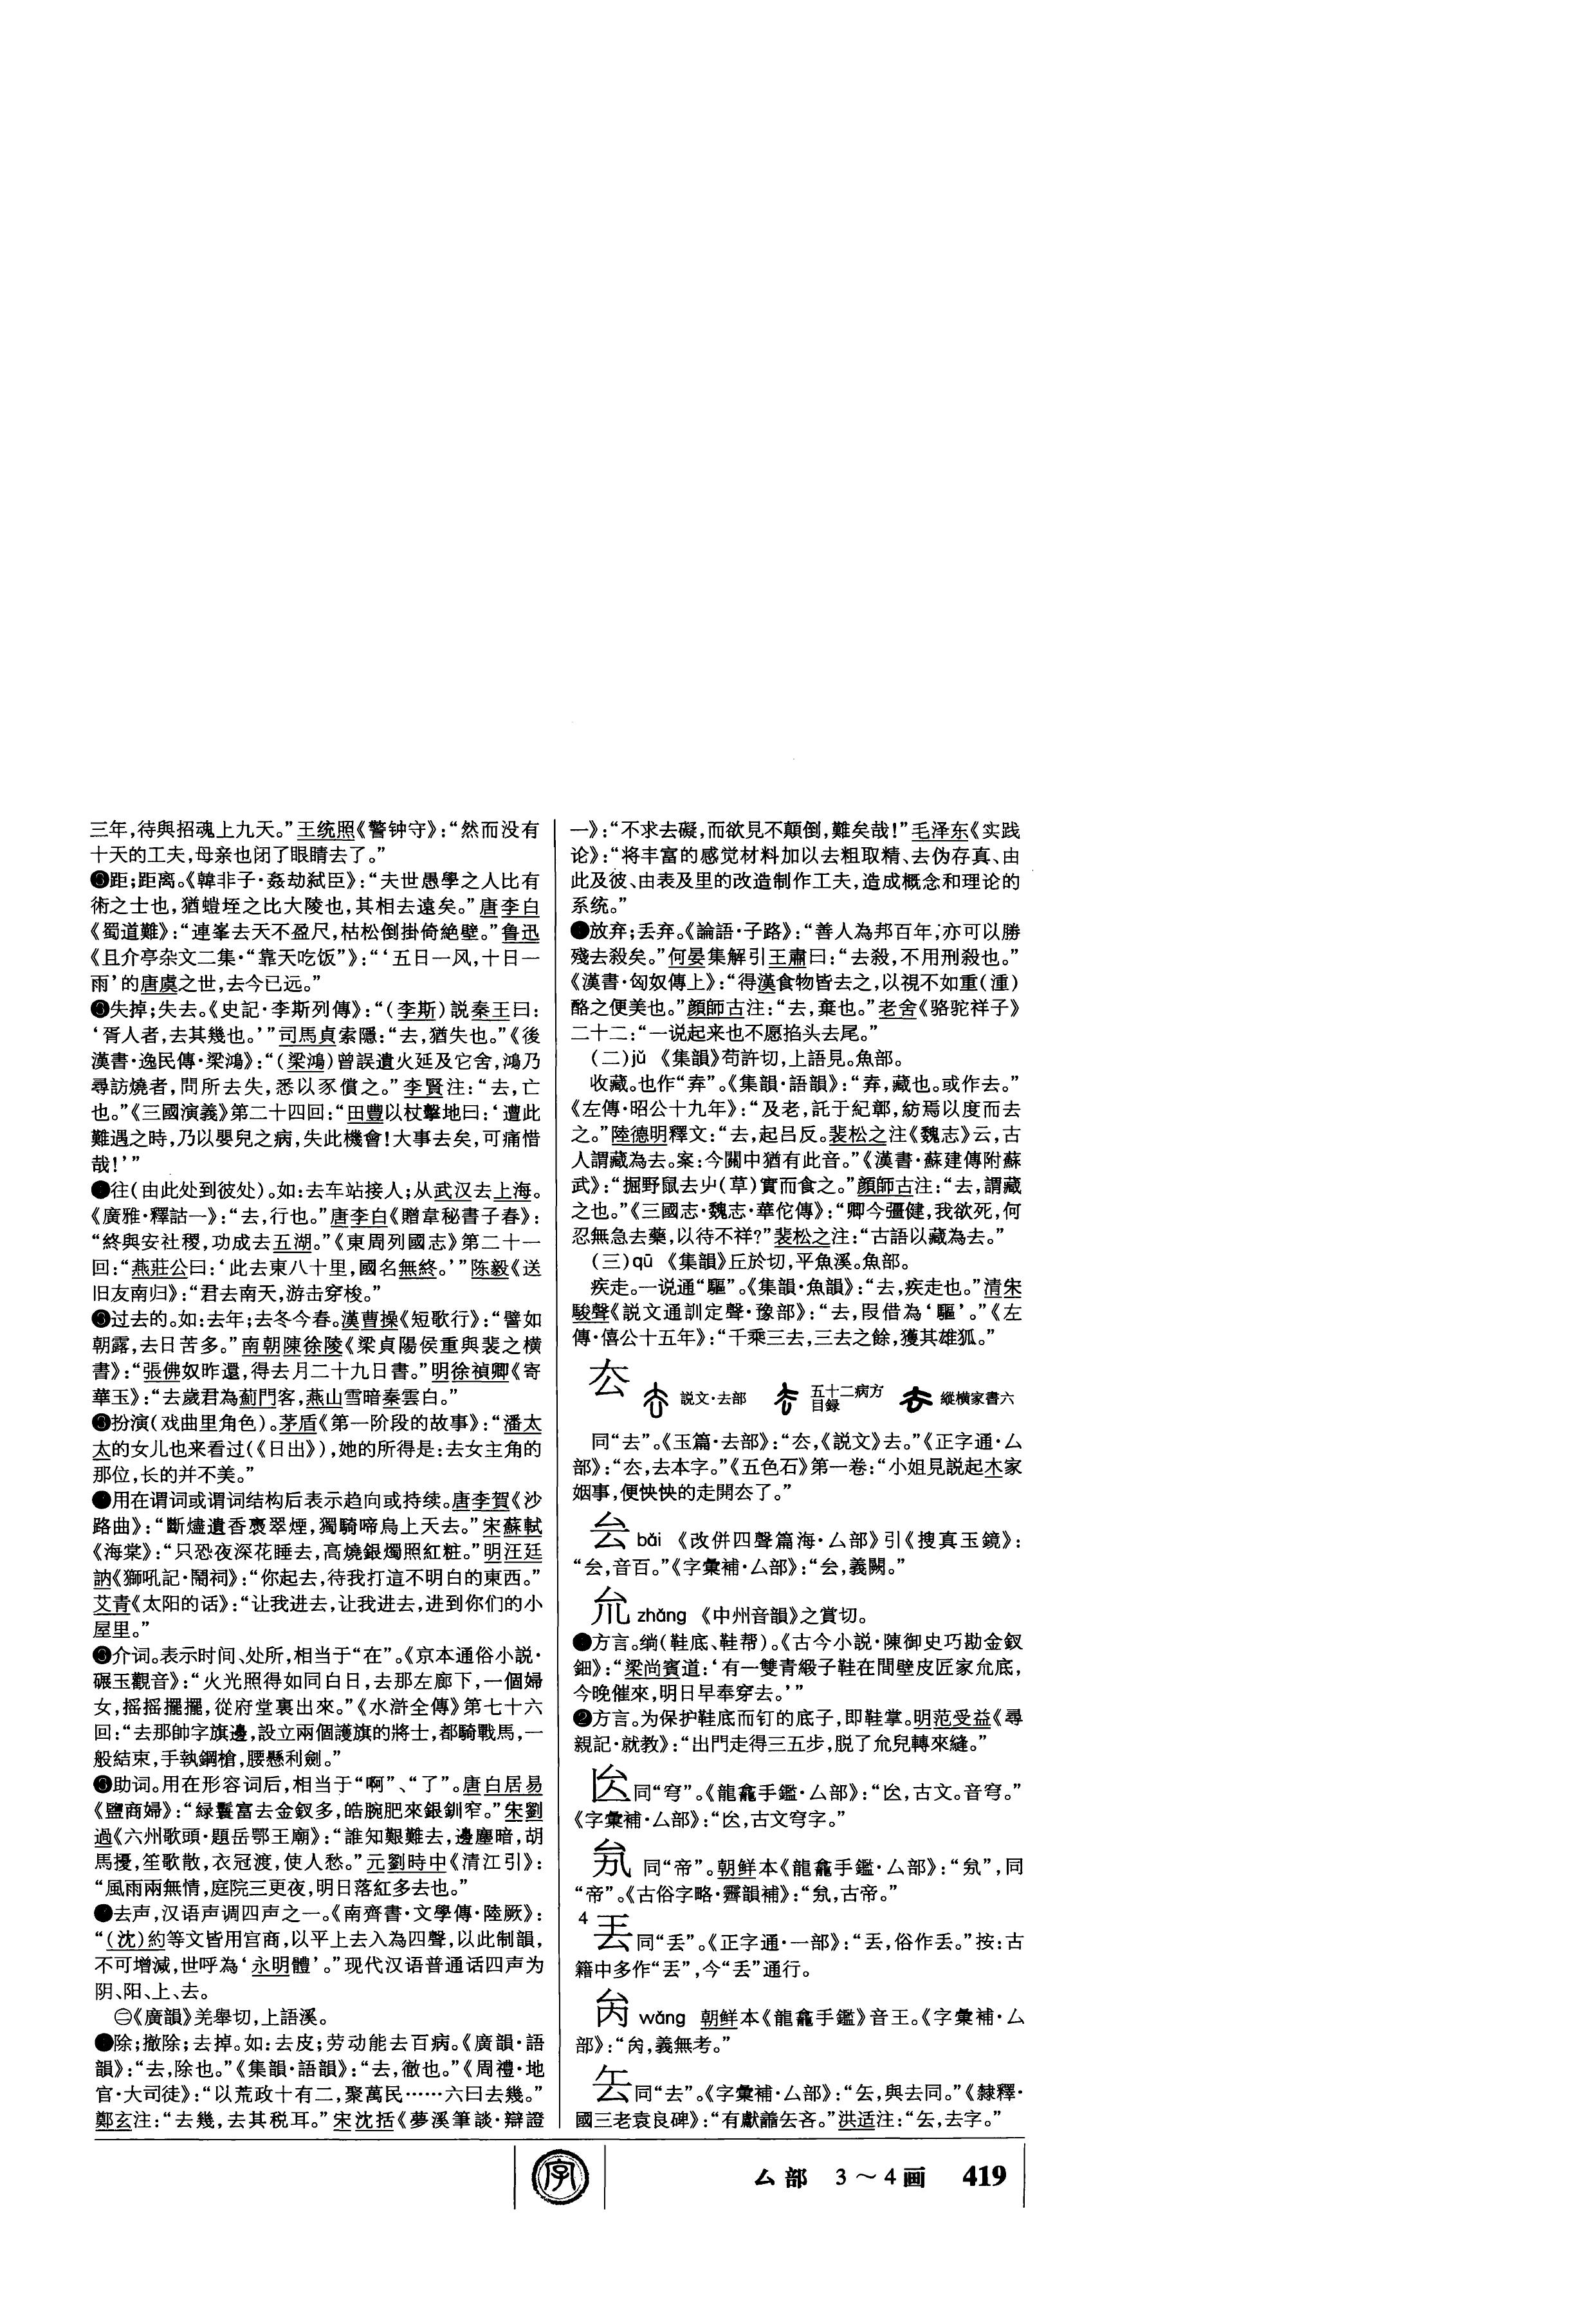 三年,待與招魂上九天。”王统照《警钟守》:“然而没有
十天的工夫,母亲也闭了眼睛去了。”
距;距离。《韓非子·姦劫弑臣》:“夫世愚學之人比有
術之士也,猶螘垤之比大陵也,其相去遠矣。”唐李白
《蜀道難》:“連峯去天不盈尺,枯松倒掛倚絶壁。”鲁迅
《且介亭杂文二集·“靠天吃饭”》:“‘五日一风,十日一
雨’的唐虞之世,去今已远。”
失掉;失去。《史記·李斯列傳》:“(李斯)説秦王曰:
‘胥人者,去其幾也。’”司馬貞索隱:“去,猶失也。”《後
漢書·逸民傳·梁鴻》:“(梁鴻)曾誤遺火延及它舍,鴻乃
尋訪燒者,問所去失,悉以豕償之。”李賢注:“去,亡
也。”《三國演義》第二十四回:“田豐以杖擊地曰:‘遭此
難遇之時,乃以嬰兒之病,失此機會!大事去矣,可痛惜
哉!’”
往(由此处到彼处)。如:去车站接人;从武汉去上海。
《廣雅·釋詁一》:“去,行也。”唐李白《贈韋秘書子春》:
“終與安社稷,功成去五湖。”《東周列國志》第二十一
回:“燕莊公曰:‘此去東八十里,國名無終。’”陈毅《送
旧友南归》:“君去南天,游击穿梭。”
过去的。如:去年;去冬今春。漢曹操《短歌行》:“譬如
朝露,去日苦多。”南朝陳徐陵《梁貞陽侯重與裴之横
書》:“張佛奴昨還,得去月二十九日書。”明徐禎卿《寄
華玉》:“去歲君為薊門客,燕山雪暗秦雲白。”
扮演(戏曲里角色)。茅盾《第一阶段的故事》:“潘太
太的女儿也来看过(《日出》),她的所得是:去女主角的
那位,长的并不美。”
用在谓词或谓词结构后表示趋向或持续。唐李賀《沙
路曲》:“斷燼遺香裊翠煙,獨騎啼烏上天去。”宋蘇軾
《海棠》:“只恐夜深花睡去,高燒銀燭照紅粧。”明汪廷
訥《獅吼記·鬧祠》:“你起去,待我打這不明白的東西。”
艾青《太阳的话》:“让我进去,让我进去,进到你们的小
屋里。”
介词。表示时间、处所,相当于“在”。《京本通俗小説·
碾玉觀音》:“火光照得如同白日,去那左廊下,一個婦
女,摇摇擺擺,從府堂裏出來。”《水滸全傳》第七十六
回:“去那帥字旗邊,設立兩個護旗的將士,都騎戰馬,一
般結束,手執鋼槍,腰懸利劍。”
助词。用在形容词后,相当于“啊”、“了”。唐白居易
《鹽商婦》:“緑鬟富去金釵多,皓腕肥來銀釧窄。”宋劉
過《六州歌頭·題岳鄂王廟》:“誰知艱難去,邊塵暗,胡
馬擾,笙歌散,衣冠渡,使人愁。”元劉時中《清江引》:
“風雨兩無情,庭院三更夜,明日落紅多去也。”
去声,汉语声调四声之一。《南齊書·文學傳·陸厥》:
“(沈)約等文皆用宫商,以平上去入為四聲,以此制韻,
不可增減,世呼為‘永明體’。”现代汉语普通话四声为
阴、阳、上、去。
㊁《廣韻》羌舉切,上語溪。
除;撤除;去掉。如:去皮;劳动能去百病。《廣韻·語
韻》:“去,除也。”《集韻·語韻》:“去,徹也。”《周禮·地
官·大司徒》:“以荒政十有二,聚萬民……六曰去幾。”
鄭玄注:“去幾,去其税耳。”宋沈括《夢溪筆談·辯證
一》:“不求去礙,而欲見不顛倒,難矣哉!”毛泽东《实践
论》:“将丰富的感觉材料加以去粗取精、去伪存真、由
此及彼、由表及里的改造制作工夫,造成概念和理论的
系统。”
放弃;丢弃。《論語·子路》:“善人為邦百年,亦可以勝
殘去殺矣。”何晏集解引王肅曰:“去殺,不用刑殺也。”
《漢書·匈奴傳上》:“得漢食物皆去之,以視不如重(湩)
酪之便美也。”顔師古注:“去,棄也。”老舍《骆驼祥子》
二十二:“一说起来也不愿掐头去尾。”
(二)jǔ 《集韻》苟許切,上語見。魚部。
收藏。也作“弆”。《集韻·語韻》:“弆,藏也。或作去。”
《左傳·昭公十九年》:“及老,託于紀鄣,紡焉以度而去
之。”陸德明釋文:“去,起吕反。裴松之注《魏志》云,古
人謂藏為去。案:今關中猶有此音。”《漢書·蘇建傳附蘇
武》:“掘野鼠去屮(草)實而食之。”顔師古注:“去,謂藏
之也。”《三國志·魏志·華佗傳》:“卿今彊健,我欲死,何
忍無急去藥,以待不祥?”裴松之注:“古語以藏為去。”
(三)qū 《集韻》丘於切,平魚溪。魚部。
疾走。一说通“驅”。《集韻·魚韻》:“去,疾走也。”清朱
駿聲《説文通訓定聲·豫部》:“去,叚借為‘驅’。”《左
傳·僖公十五年》:“千乘三去,三去之餘,獲其雄狐。”
厺 説文·去部 五十二病方目録 縱横家書六
同“去”。《玉篇·去部》:“厺,《説文》去。”《正字通·厶
部》:“厺,去本字。”《五色石》第一卷:“小姐見説起木家
姻事,便怏怏的走開厺了。”
bǎi 《改併四聲篇海·厶部》引《搜真玉鏡》:
“,音百。”《字彙補·厶部》:“,義闕。”
zhǎng 《中州音韻》之賞切。
方言。绱(鞋底、鞋帮)。《古今小説·陳御史巧勘金釵
鈿》:“梁尚賓道:‘有一雙青緞子鞋在間壁皮匠家底,
今晚催來,明日早奉穿去。’”
❷方言。为保护鞋底而钉的底子,即鞋掌。明范受益《尋
親記·就教》:“出門走得三五步,脱了兒轉來縫。”
同“穹”。《龍龕手鑑·厶部》:“,古文。音穹。”
《字彙補·厶部》:“,古文穹字。”
同“帝”。朝鲜本《龍龕手鑑·厶部》:“”,同
“帝”。《古俗字略·霽韻補》:“,古帝。”
4 丟 同“丢”。《正字通·一部》:“丟,俗作丢。”按:古
籍中多作“丟”,今“丢”通行。
wǎng 朝鲜本《龍龕手鑑》音王。《字彙補·厶
部》:“,義無考。”
同“去”。《字彙補·厶部》:“,與去同。”《隸釋·
國三老袁良碑》:“有獻吝。”洪适注:“,去字。”
字
厶部 3～4画 419